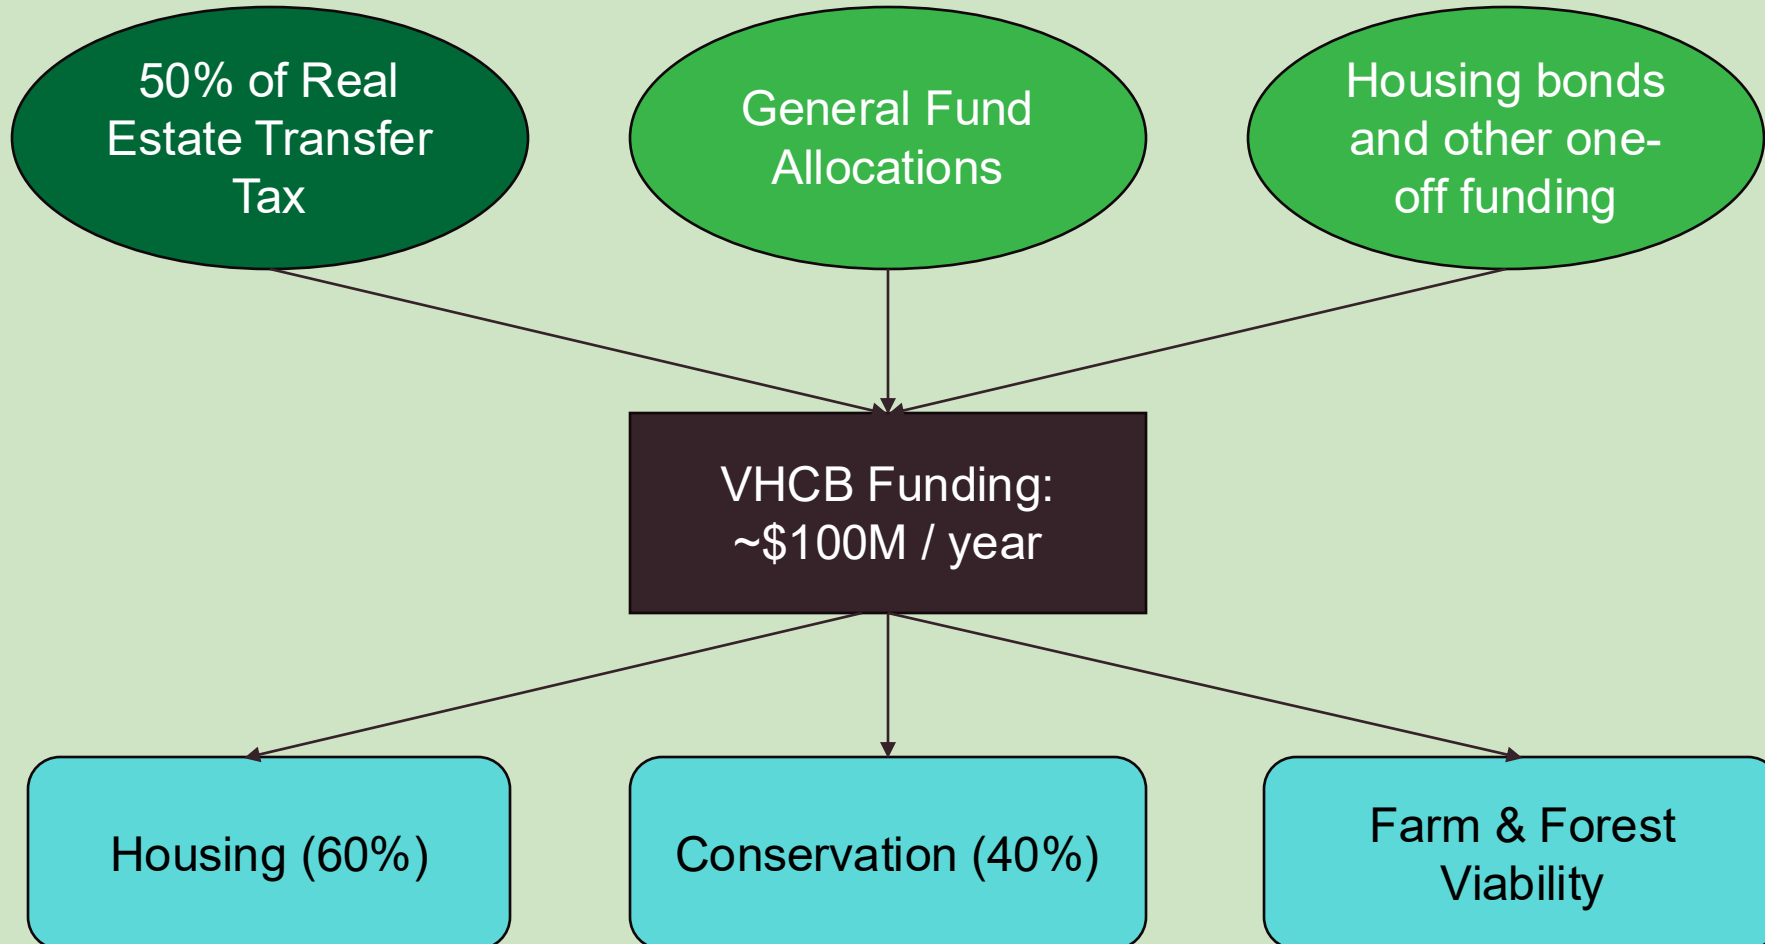 50% of Real
Estate Transfer
Tax
General Fund
Allocations
Housing bonds
and other one-
off funding
VHCB Funding:
~$100M / year
Housing (60%)
Conservation (40%)
Farm & Forest
Viability